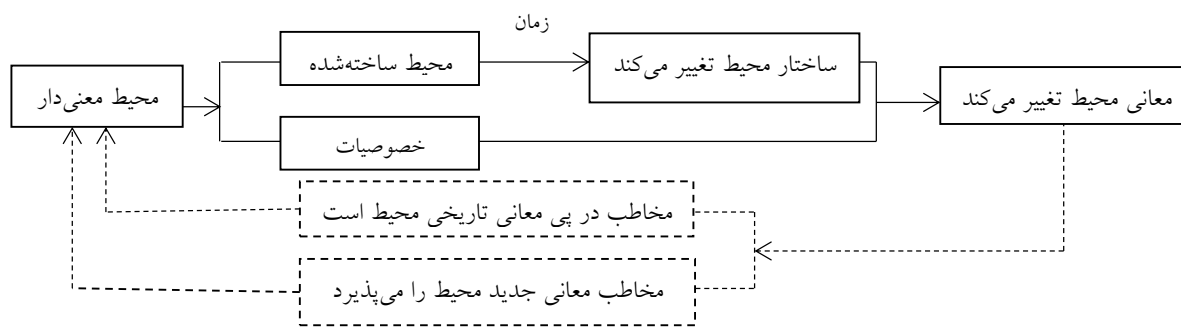 زمان
محیط ساخته‌شده
ساختار محیط تغییر می‌کند
محیط معنی‌دار
معانی محیط تغییر می‌کند
خصوصیات
مخاطب در پی معانی تاریخی محیط است
مخاطب معانی جدید محیط را می‌پذیرد